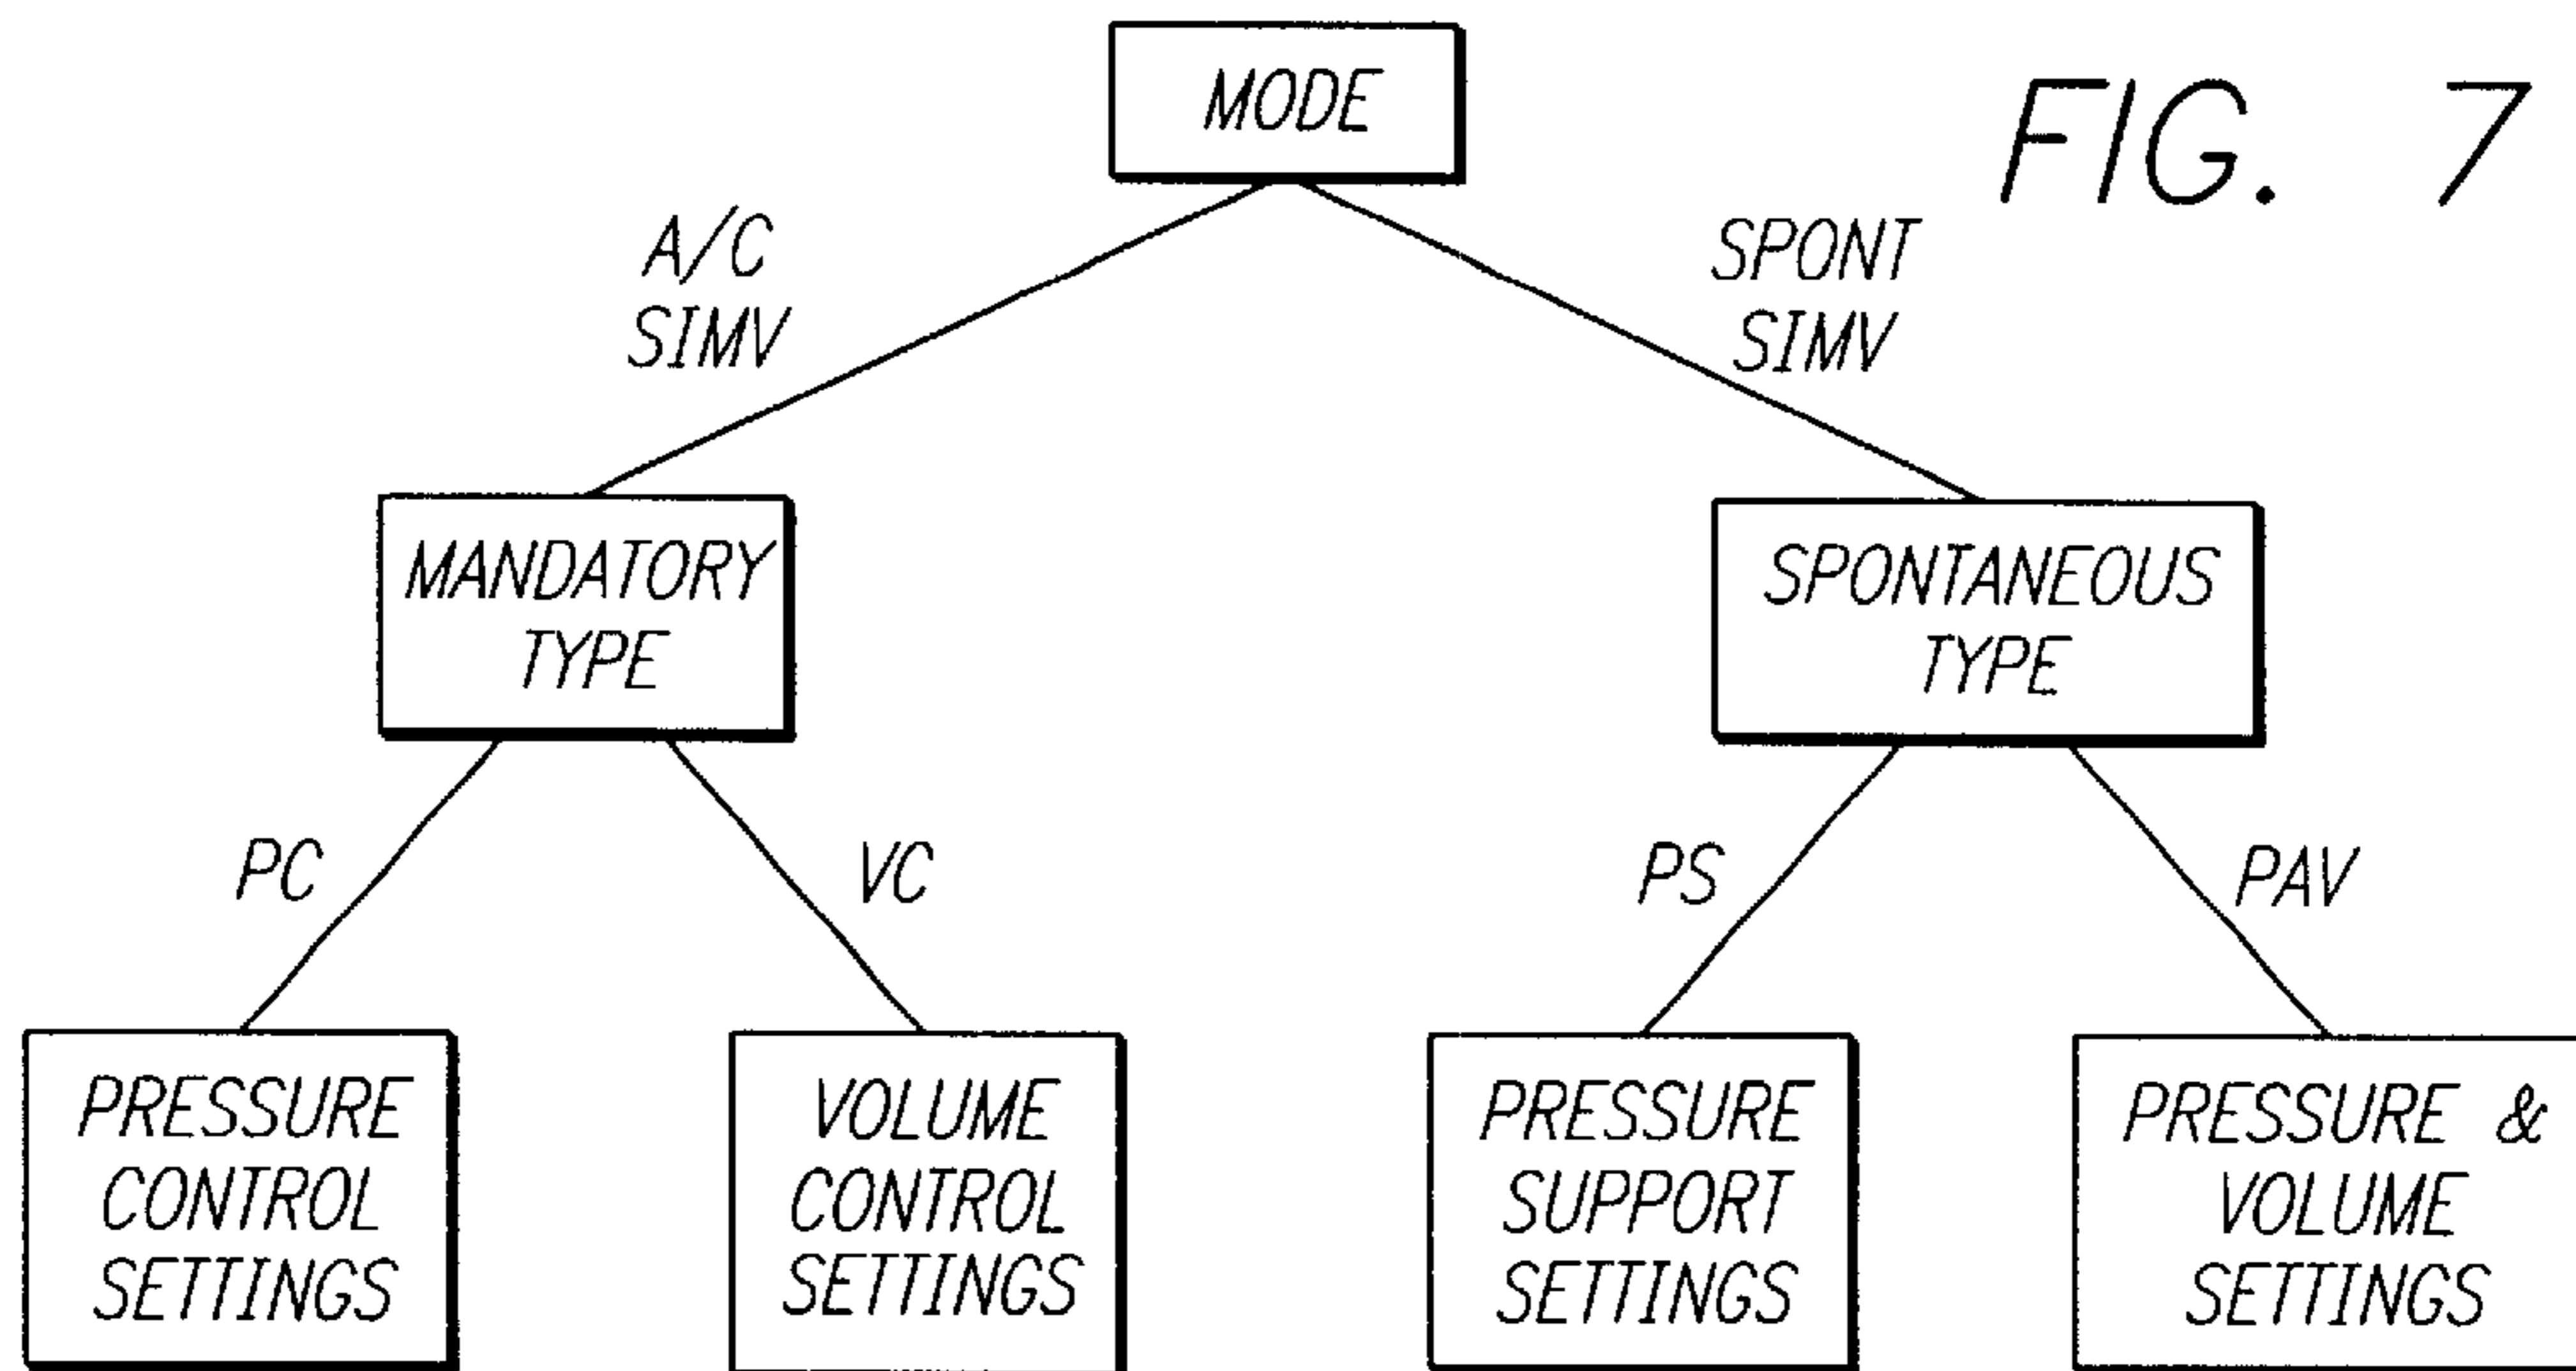 MODE
FIG. 7
A/C
SIMV
SPONT
SIMV
MANDATORY
TYPE
SPONTANEOUS
TYPE
PC
VC
PS
PAV
PRESSURE
CONTROL
SETTINGS
VOLUME
CONTROL
SETTINGS
PRESSURE
SUPPORT
SETTINGS
PRESSURE &
VOLUME
SETTINGS